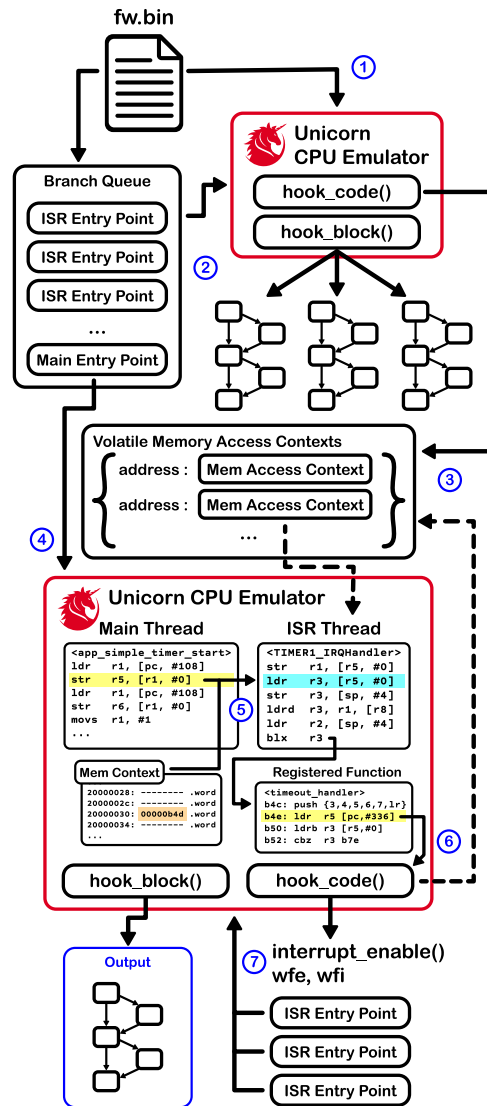 fw.bin
1
Unicorn
CPU Emulator
hook_code()
hook_block()
Branch Queue
ISR Entry Point
ISR Entry Point
ISR Entry Point
...
Main Entry Point
2
Volatile Memory Access Contexts
address : Mem Access Context
address : Mem Access Context
...
3
4
Unicorn CPU Emulator
Main Thread
<app_simple_timer_start>
ldr r1, [pc, #108]
str r5, [r1, #0]
ldr r1, [pc, #108]
str r6, [r1, #0]
movs r1, #1
...
ISR Thread
<TIMER1_IRQHandler>
str r1, [r5, #0]
ldr r3, [r5, #0]
str r3, [sp, #4]
ldrd r3, r1, [r8]
ldr r2, [sp, #4]
blx r3
5
Mem Context
20000028: -------- .word
2000002c: -------- .word
20000030: 00000b4d .word
20000034: -------- .word
...
Registered Function
<timeout_handler>
b4c: push {3,4,5,6,7,lr}
b4e: ldr r5 [pc,#336]
b50: ldrb r3 [r5,#0]
b52: cbz r3 b7e
6
hook_block()
hook_code()
Output
7
interrupt_enable()
wfe, wfi
ISR Entry Point
ISR Entry Point
ISR Entry Point